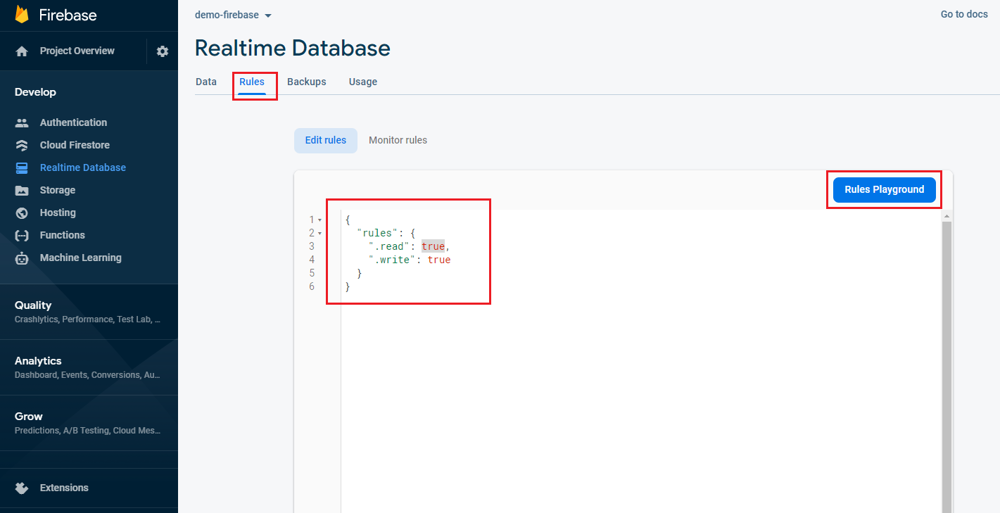 Firebase
Project Overview
Develop
Authentication
Cloud Firestore
Realtime Database
Storage
Hosting
Functions
Machine Learning
Quality
Crashlytics, Performance, Test Lab, ...
Analytics
Dashboard, Events, Conversions, Au...
Grow
Predictions, A/B Testing, Cloud Mes...
Extensions
demo-firebase
Go to docs
Realtime Database
Data Rules Backups Usage
Edit rules Monitor rules
Rules Playground
1 {
2 "rules": {
3 ".read": true,
4 ".write": true
5 }
6 }